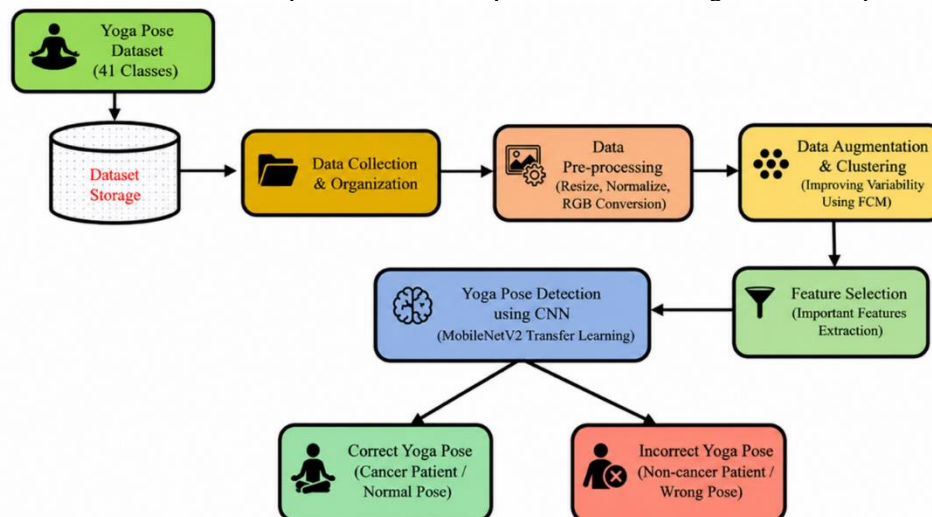 Yoga Pose
Dataset
(41 Classes)
Dataset
Storage
Data Collection
& Organization
Data
Pre-processing
(Resize, Normalize,
RGB Conversion)
Data Augmentation
& Clustering
(Improving Variability
Using FCM)
Feature Selection
(Important Features
Extraction)
Yoga Pose Detection
using CNN
(MobileNetV2 Transfer Learning)
Correct Yoga Pose
(Cancer Patient /
Normal Pose)
Incorrect Yoga Pose
(Non-cancer Patient /
Wrong Pose)